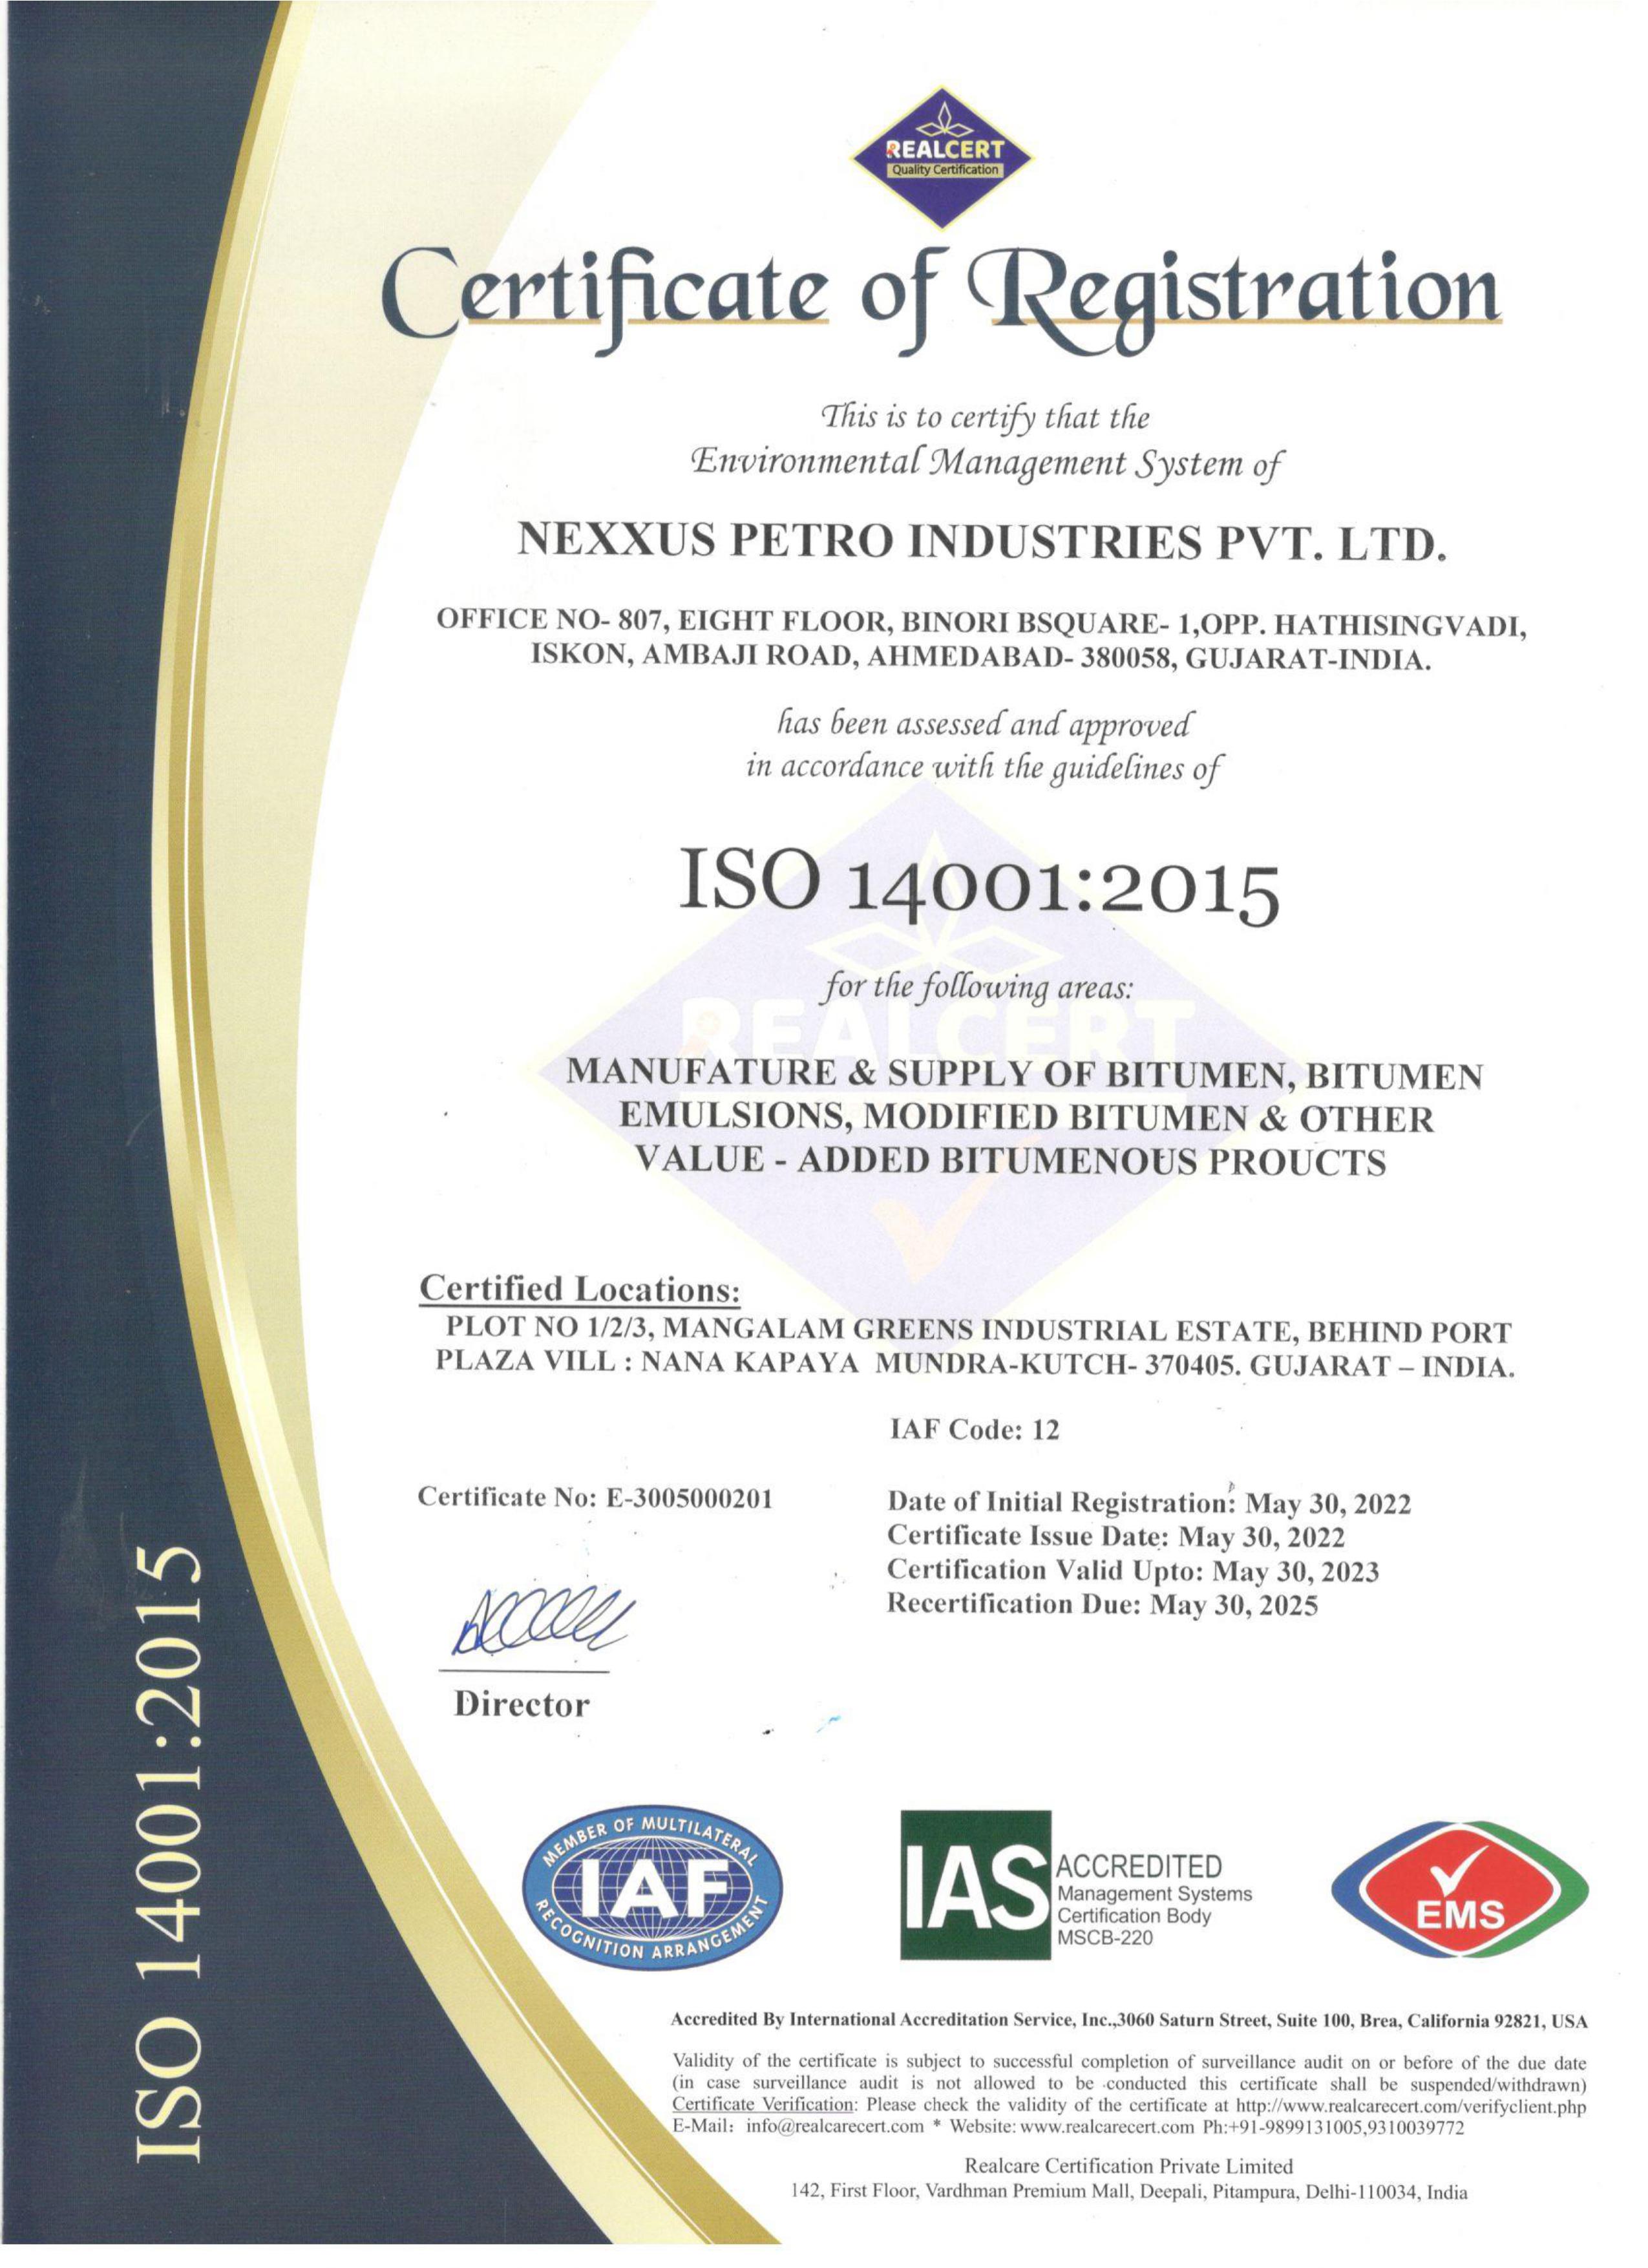 REALCERT
Quality Certification
Certificate of Registration
This is to certify that the
Environmental Management System of
NEXXUS PETRO INDUSTRIES PVT. LTD.
OFFICE NO- 807, EIGHT FLOOR, BINORI BSQUARE- 1,OPP. HATHISINGVADI,
ISKON, AMBAJI ROAD, AHMEDABAD- 380058, GUJARAT-INDIA.
has been assessed and approved
in accordance with the guidelines of
ISO 14001:2015
for the following areas:
REALCERT
MANUFATURE & SUPPLY OF BITUMEN, BITUMEN
EMULSIONS, MODIFIED BITUMEN & OTHER
VALUE - ADDED BITUMENOUS PROUCTS
Certified Locations:
PLOT NO 1/2/3, MANGALAM GREENS INDUSTRIAL ESTATE, BEHIND PORT
PLAZA VILL : NANA KAPAYA MUNDRA-KUTCH- 370405. GUJARAT – INDIA.
IAF Code: 12
Certificate No: E-3005000201
Date of Initial Registration: May 30, 2022
Certificate Issue Date: May 30, 2022
Certification Valid Upto: May 30, 2023
Recertification Due: May 30, 2025
Director
ISO 14001:2015
MEMBER OF MULTILATERAL
IAF
RECOGNITION ARRANGEMENT
IAS
ACCREDITED
Management Systems
Certification Body
MSCB-220
EMS
Accredited By International Accreditation Service, Inc.,3060 Saturn Street, Suite 100, Brea, California 92821, USA
Validity of the certificate is subject to successful completion of surveillance audit on or before of the due date
(in case surveillance audit is not allowed to be conducted this certificate shall be suspended/withdrawn)
Certificate Verification: Please check the validity of the certificate at http://www.realcarecert.com/verifyclient.php
E-Mail: info@realcarecert.com * Website: www.realcarecert.com Ph:+91-9899131005,9310039772
Realcare Certification Private Limited
142, First Floor, Vardhman Premium Mall, Deepali, Pitampura, Delhi-110034, India